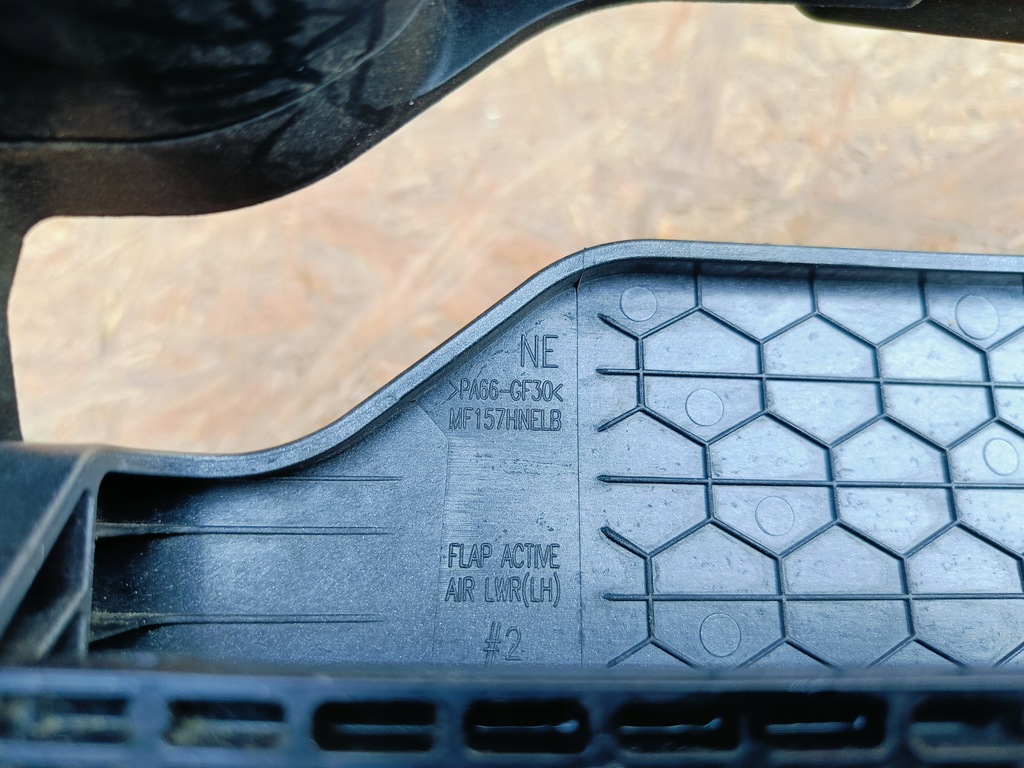 NE
>PA66-GF30<
MF157HNELB
FLAP ACTIVE
AIR LWR(LH)
#2